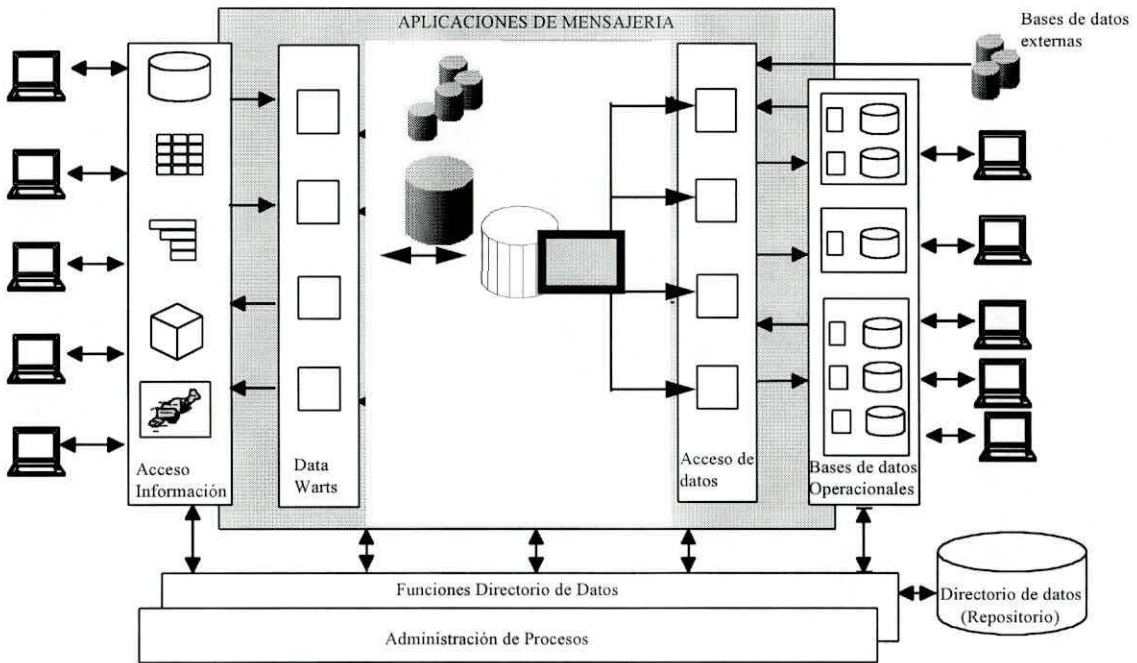 APLICACIONES DE MENSAJERIA
Bases de datos
externas
Acceso
Información
Data
Warts
Acceso de
datos
Bases de datos
Operacionales
Funciones Directorio de Datos
Directorio de datos
(Repositorio)
Administración de Procesos